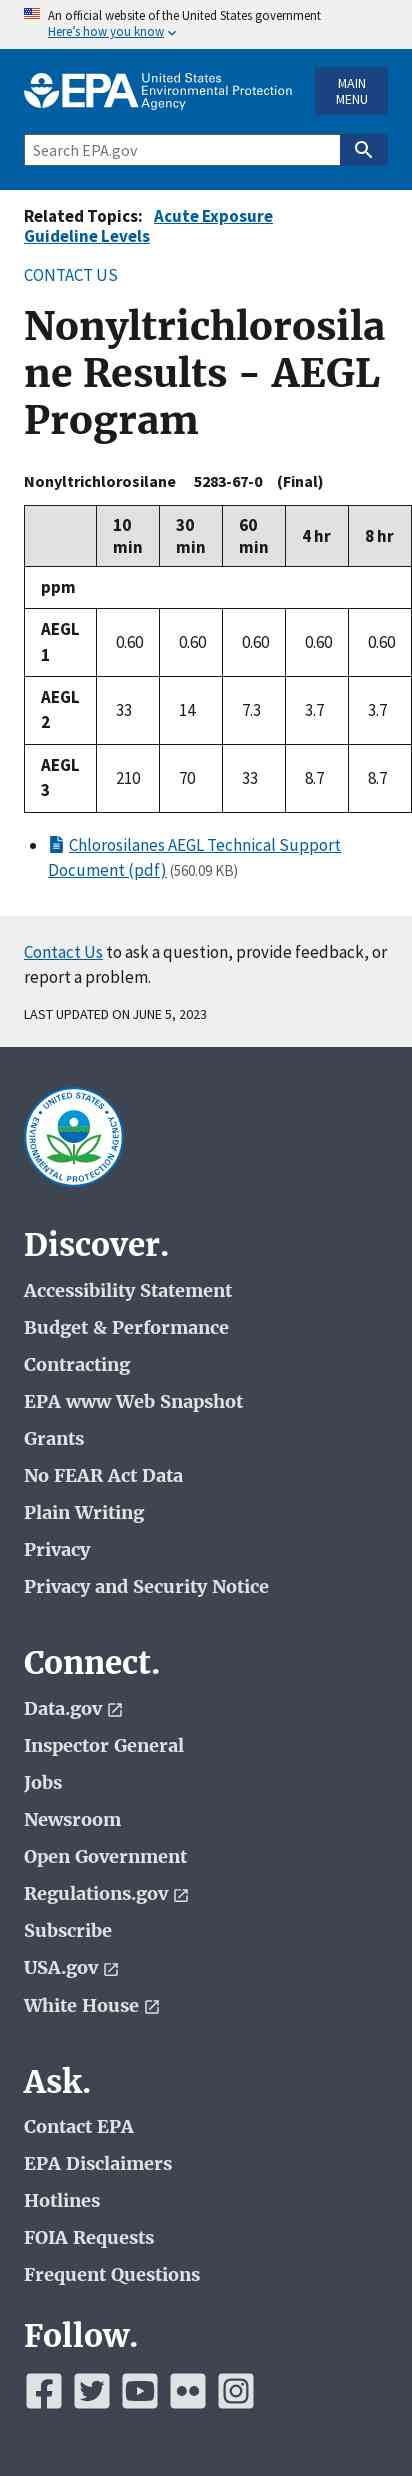 An official website of the United States government
Here's how you know
EPA United States
Environmental Protection
Agency
MAIN
MENU
Search EPA.gov
Related Topics: Acute Exposure
Guideline Levels
CONTACT US
Nonyltrichlorosila
ne Results - AEGL
Program
Nonyltrichlorosilane 5283-67-0 (Final)
10 min 30 min 60 min 4 hr 8 hr
ppm
AEGL 1 0.60 0.60 0.60 0.60 0.60
AEGL 2 33 14 7.3 3.7 3.7
AEGL 3 210 70 33 8.7 8.7
Chlorosilanes AEGL Technical Support
Document (pdf) (560.09 KB)
Contact Us to ask a question, provide feedback, or
report a problem.
LAST UPDATED ON JUNE 5, 2023
UNITED STATES
ENVIRONMENTAL PROTECTION AGENCY
Discover.
Accessibility Statement
Budget & Performance
Contracting
EPA www Web Snapshot
Grants
No FEAR Act Data
Plain Writing
Privacy
Privacy and Security Notice
Connect.
Data.gov
Inspector General
Jobs
Newsroom
Open Government
Regulations.gov
Subscribe
USA.gov
White House
Ask.
Contact EPA
EPA Disclaimers
Hotlines
FOIA Requests
Frequent Questions
Follow.